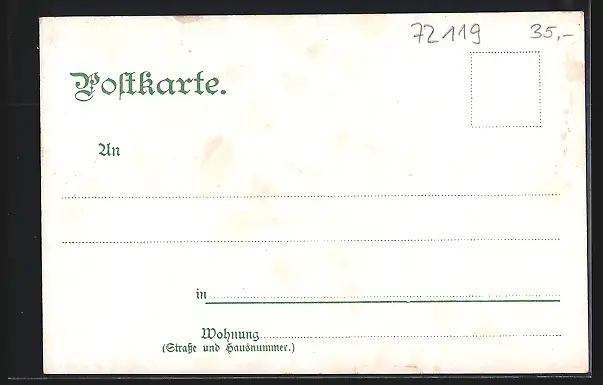 72119 35,-
Poſtkarte.
An
in
Wohnung
(Straße und Hausnummer.)